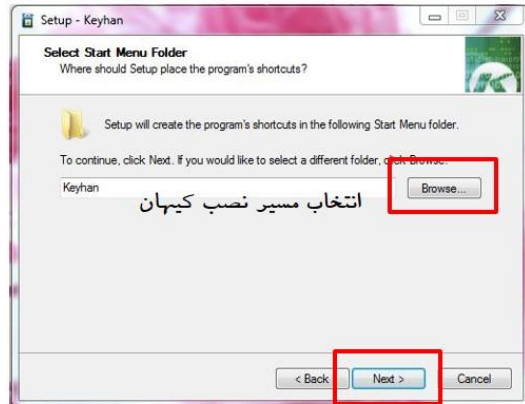 Setup - Keyhan
Select Start Menu Folder
Where should Setup place the program's shortcuts?
Setup will create the program's shortcuts in the following Start Menu folder.
To continue, click Next. If you would like to select a different folder, click Browse.
Keyhan
Browse...
انتخاب مسیر نصب کیهان
< Back
Next >
Cancel